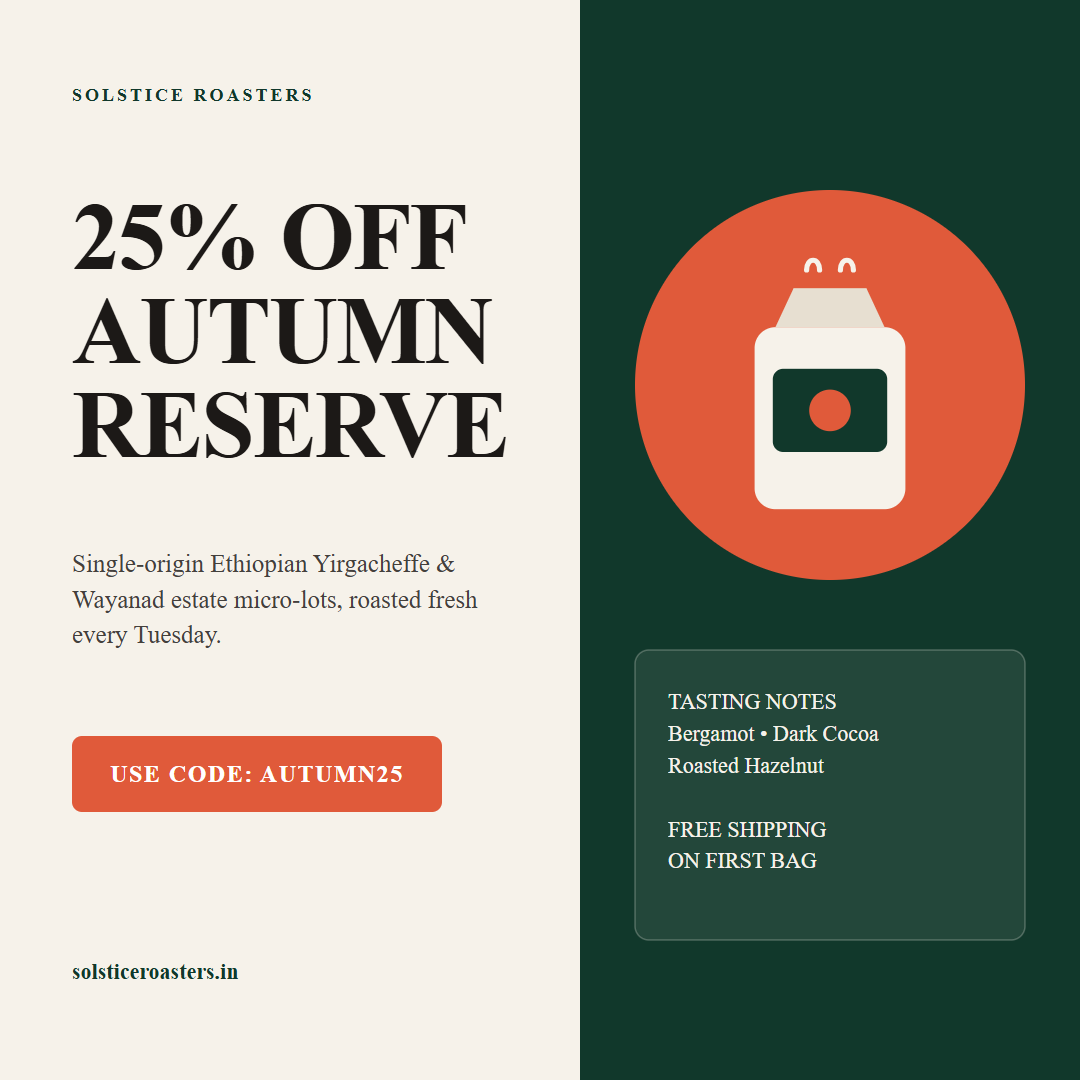 SOLSTICE ROASTERS
25% OFF
AUTUMN
RESERVE
Single-origin Ethiopian Yirgacheffe &
Wayanad estate micro-lots, roasted fresh
every Tuesday.
USE CODE: AUTUMN25
solsticeroasters.in
TASTING NOTES
Bergamot • Dark Cocoa
Roasted Hazelnut
FREE SHIPPING
ON FIRST BAG